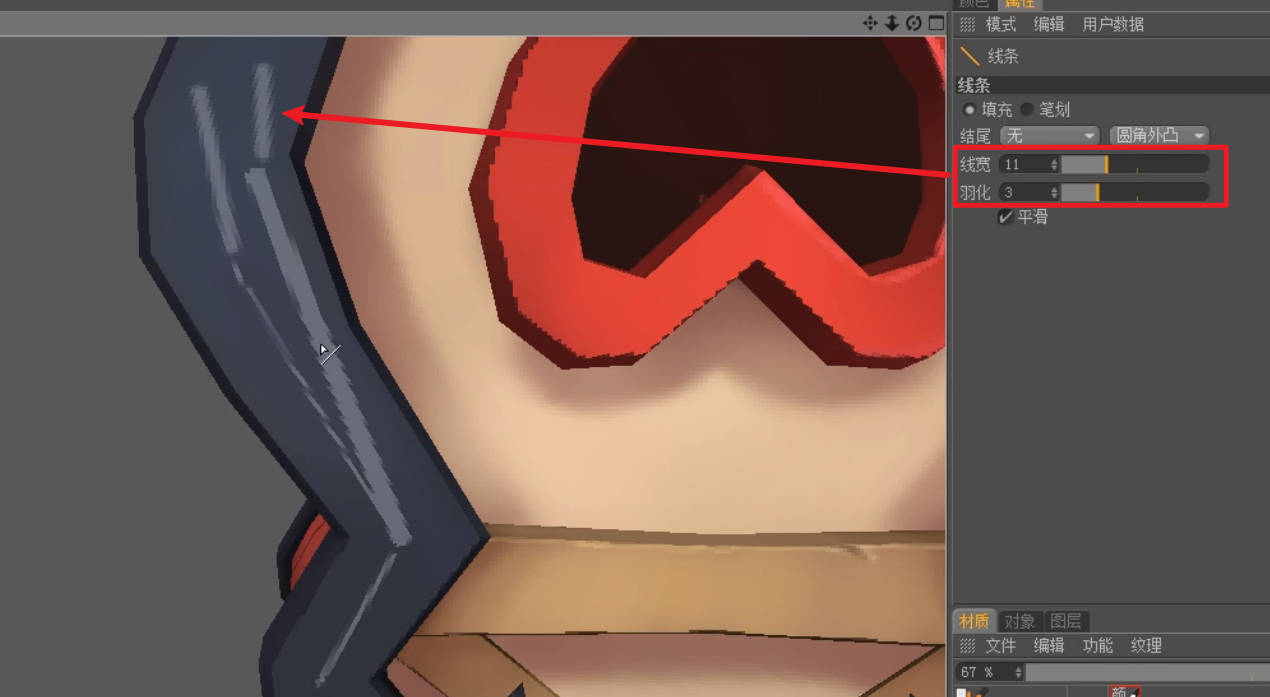 颜色 属性
模式 编辑 用户数据
线条
线条
填充 笔划
结尾 无 圆角外凸
线宽 11
羽化 3
平滑
材质 对象 图层
文件 编辑 功能 纹理
67 %
颜